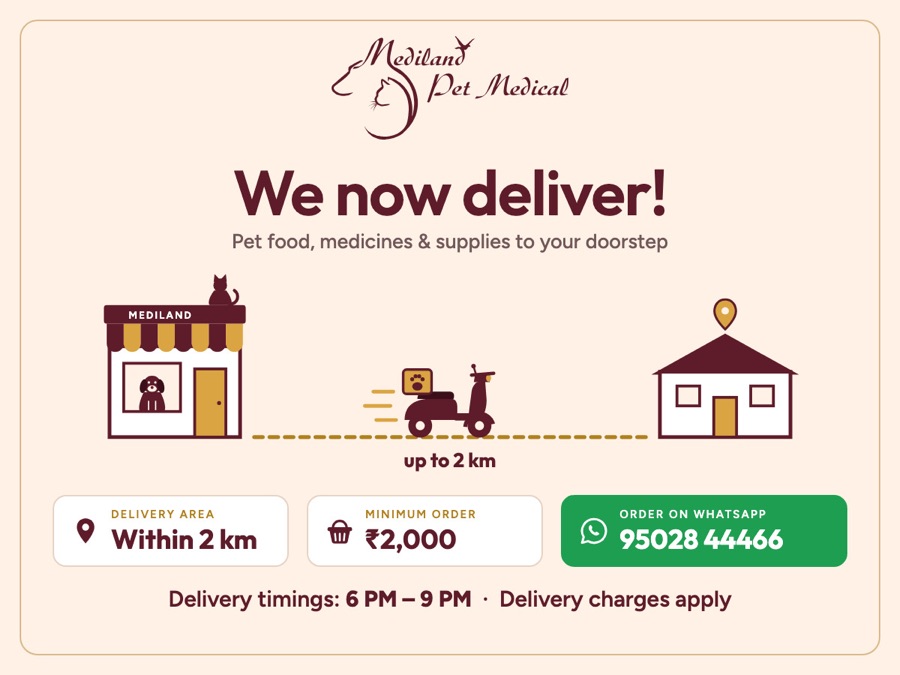 Mediland
Pet Medical
We now deliver!
Pet food, medicines & supplies to your doorstep
MEDILAND
up to 2 km
DELIVERY AREA
Within 2 km
MINIMUM ORDER
₹2,000
ORDER ON WHATSAPP
95028 44466
Delivery timings: 6 PM – 9 PM · Delivery charges apply